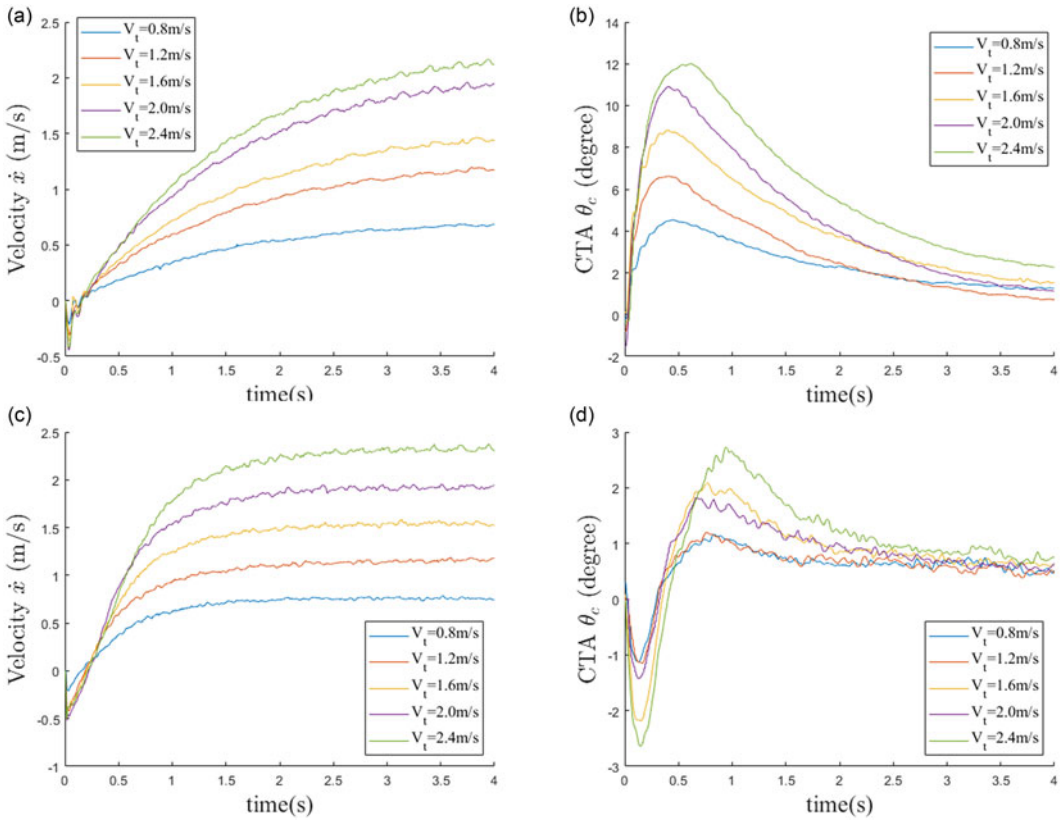 (a)
V_t=0.8m/s
V_t=1.2m/s
V_t=1.6m/s
V_t=2.0m/s
V_t=2.4m/s
2.5
2
1.5
1
0.5
0
-0.5
Velocity ẋ (m/s)
0 0.5 1 1.5 2 2.5 3 3.5 4
time(s)
(b)
V_t=0.8m/s
V_t=1.2m/s
V_t=1.6m/s
V_t=2.0m/s
V_t=2.4m/s
14
12
10
8
6
4
2
0
-2
CTA θ_c (degree)
0 0.5 1 1.5 2 2.5 3 3.5 4
time(s)
(c)
2.5
2
1.5
1
0.5
0
-0.5
-1
Velocity ẋ (m/s)
V_t=0.8m/s
V_t=1.2m/s
V_t=1.6m/s
V_t=2.0m/s
V_t=2.4m/s
0 0.5 1 1.5 2 2.5 3 3.5 4
time(s)
(d)
3
2
1
0
-1
-2
-3
CTA θ_c (degree)
V_t=0.8m/s
V_t=1.2m/s
V_t=1.6m/s
V_t=2.0m/s
V_t=2.4m/s
0 0.5 1 1.5 2 2.5 3 3.5 4
time(s)